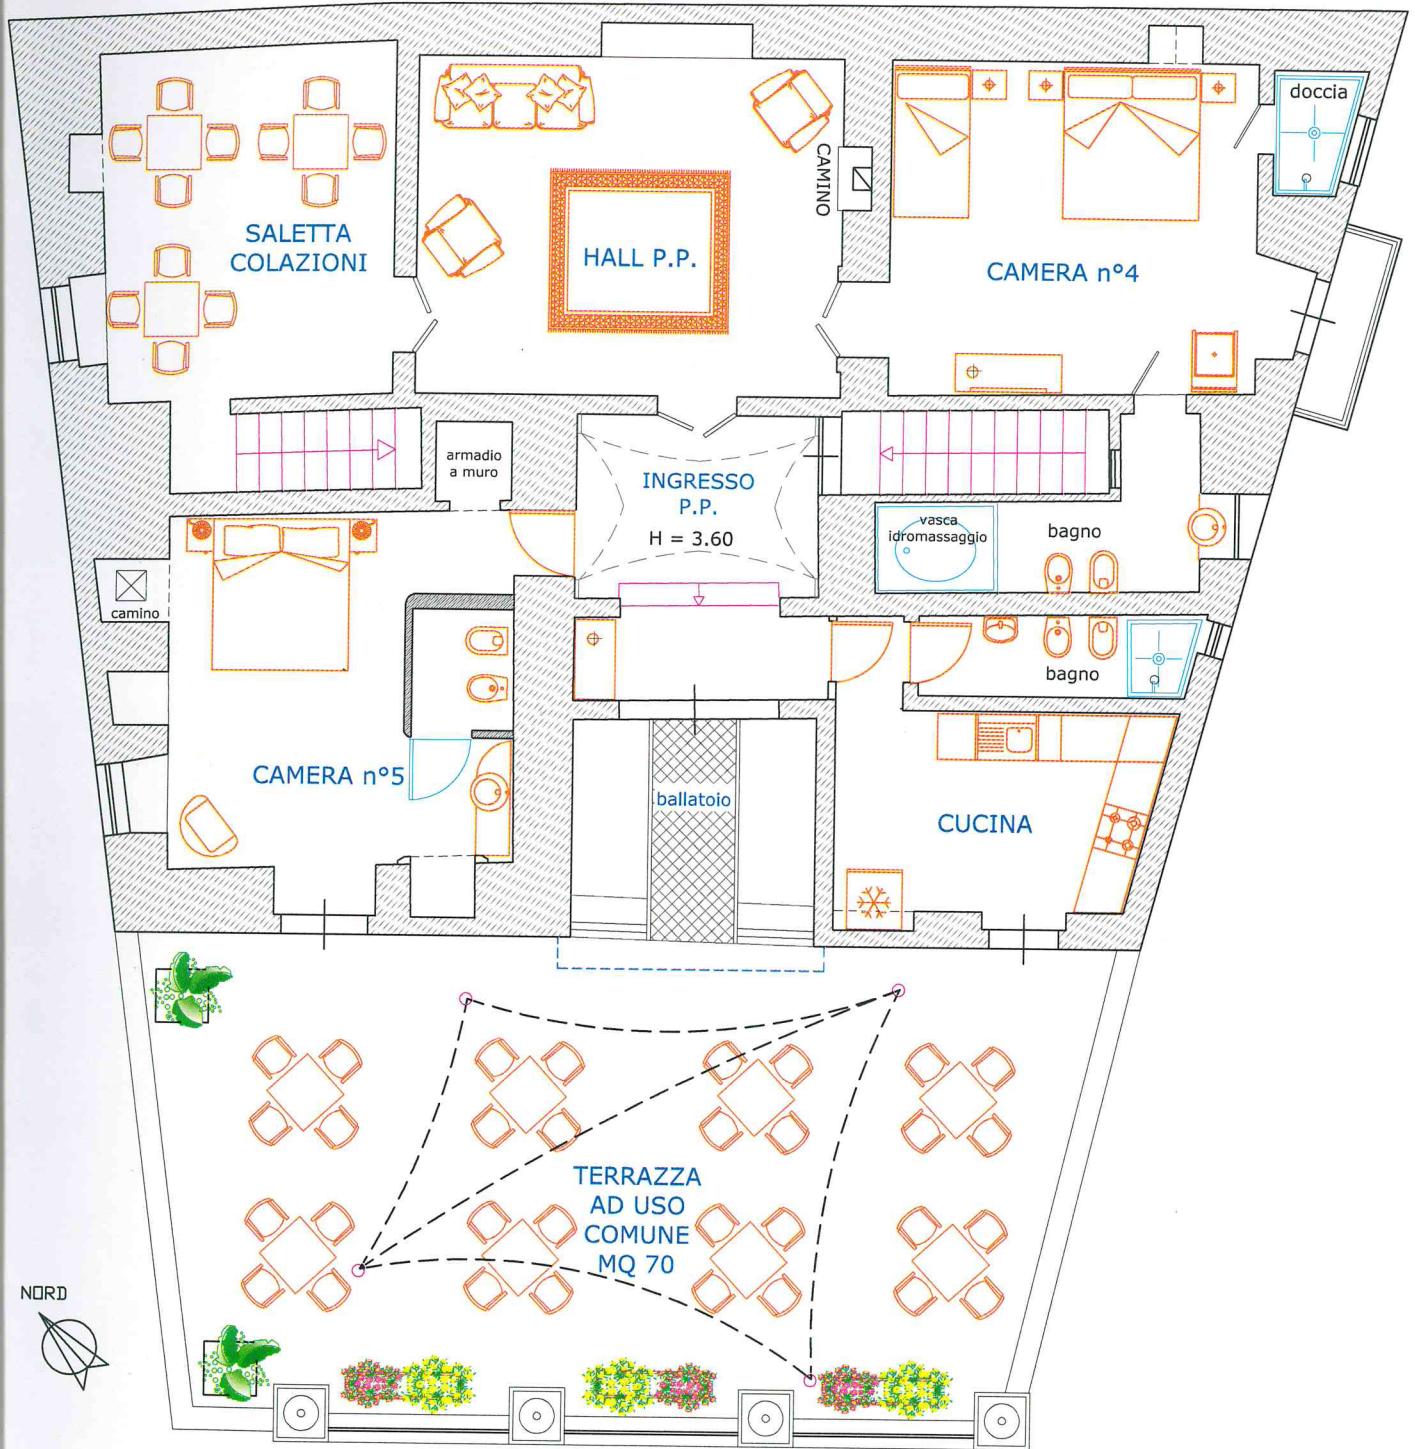 doccia
CAMINO
SALETTA
COLAZIONI
HALL P.P.
CAMERA n°4
armadio
a muro
INGRESSO
P.P.
H = 3.60
vasca
idromassaggio
bagno
camino
bagno
CAMERA n°5
ballatoio
CUCINA
TERRAZZA
AD USO
COMUNE
MQ 70
NORD